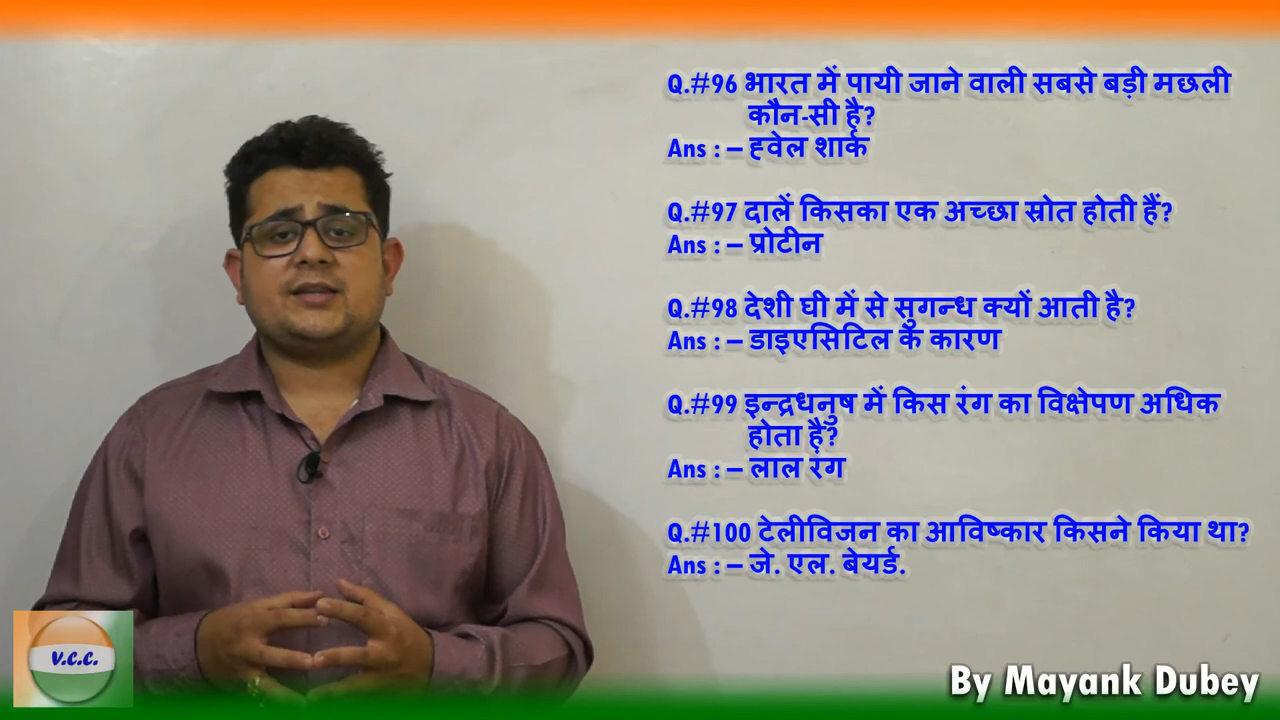 Q.#96 भारत में पायी जाने वाली सबसे बड़ी मछली
कौन-सी है?
Ans : – ह्वेल शार्क
Q.#97 दालें किसका एक अच्छा स्रोत होती हैं?
Ans : – प्रोटीन
Q.#98 देशी घी में से सुगन्ध क्यों आती है?
Ans : – डाइएसिटिल के कारण
Q.#99 इन्द्रधनुष में किस रंग का विक्षेपण अधिक
होता है?
Ans : – लाल रंग
Q.#100 टेलीविजन का आविष्कार किसने किया था?
Ans : – जे. एल. बेयर्ड.
V.C.C.
By Mayank Dubey